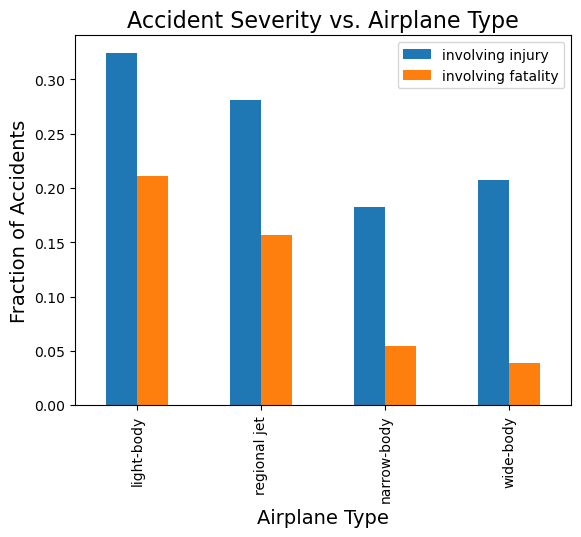 Accident Severity vs. Airplane Type
involving injury
involving fatality
Fraction of Accidents
0.30
0.25
0.20
0.15
0.10
0.05
0.00
light-body
regional jet
narrow-body
wide-body
Airplane Type